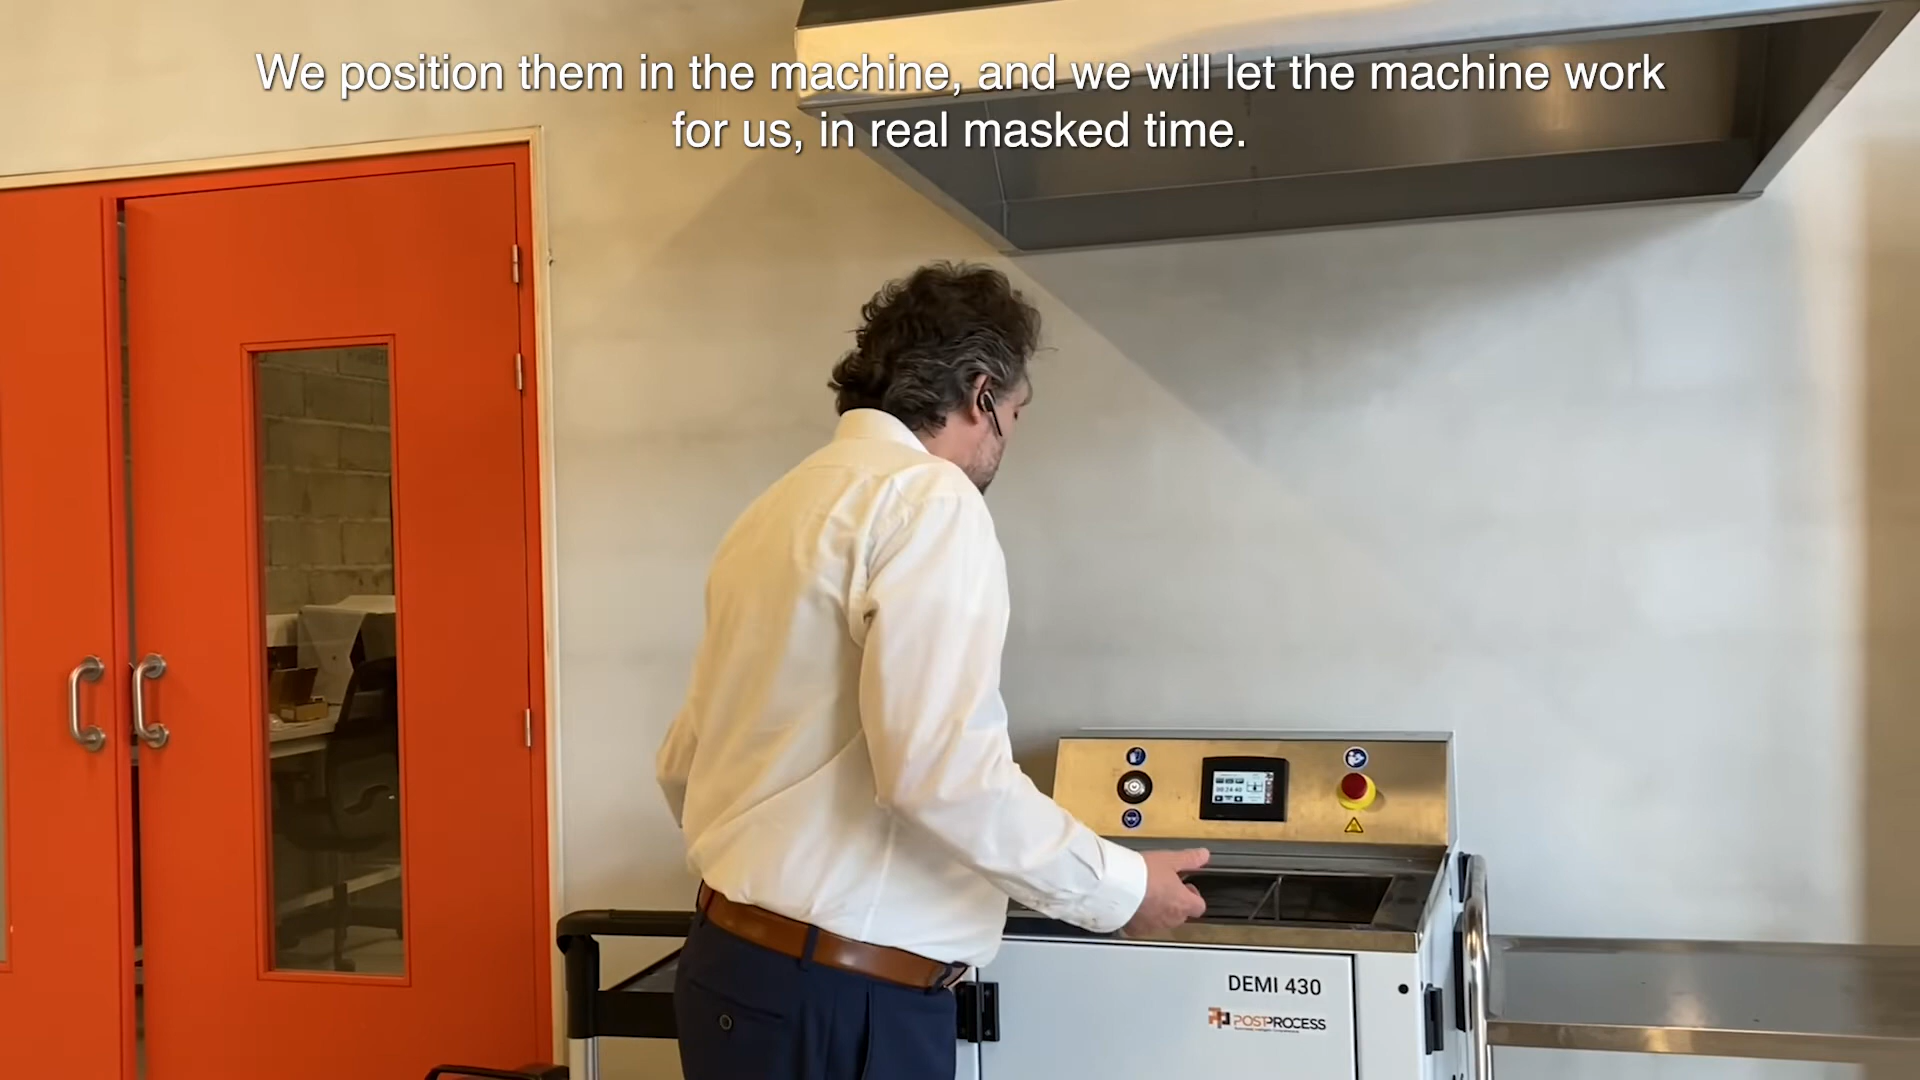 We position them in the machine, and we will let the machine work
for us, in real masked time.
DEMI 430
POSTPROCESS